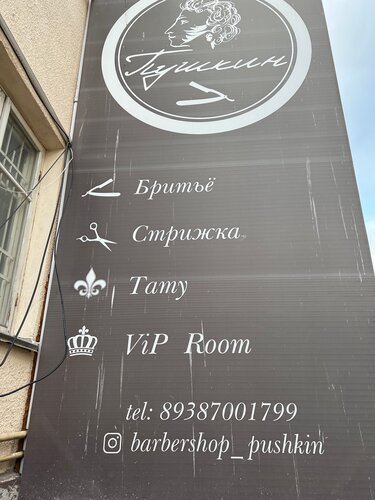 Пушкин
Бритьё
Стрижка
Тату
ViP Room
tel: 89387001799
barbershop_pushkin